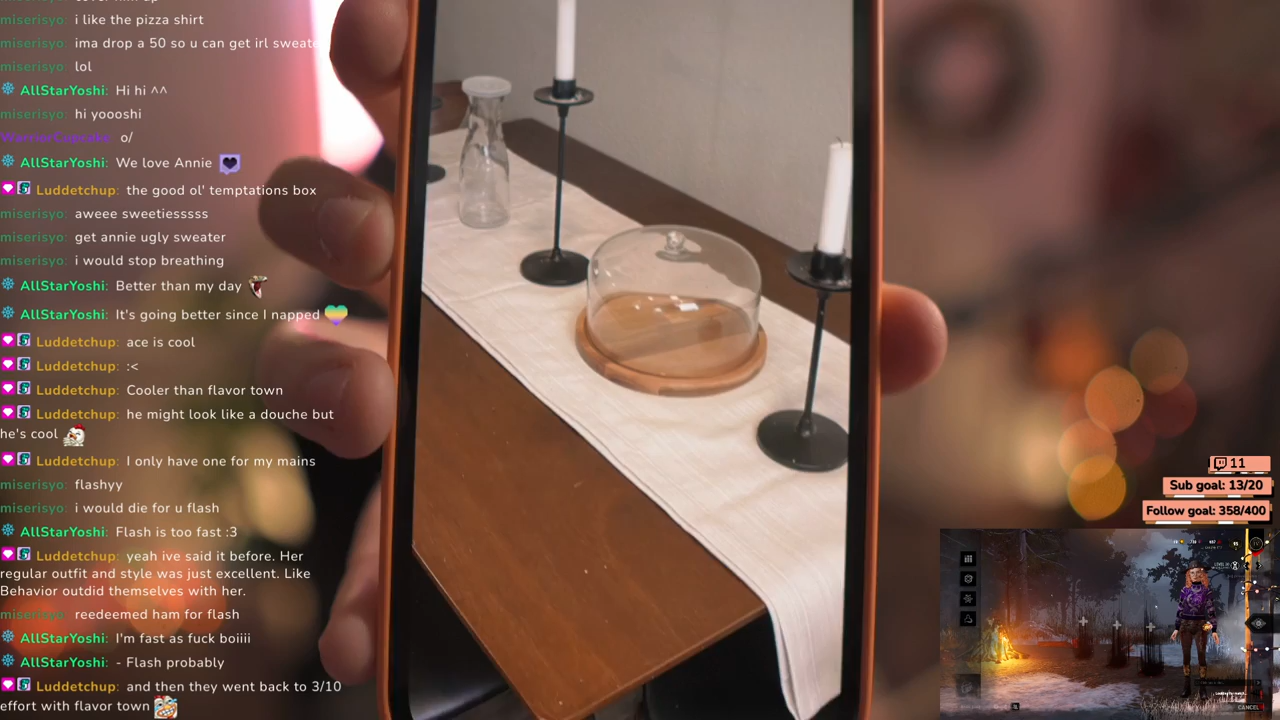 miserisyo: i like the pizza shirt
miserisyo: ima drop a 50 so u can get irl sweate
miserisyo: lol
AllStarYoshi: Hi hi ^^
miserisyo: hi yoooshi
WarriorCupcake o/
AllStarYoshi: We love Annie
Luddetchup: the good ol' temptations box
miserisyo: aweee sweetiesssss
miserisyo: get annie ugly sweater
miserisyo: i would stop breathing
AllStarYoshi: Better than my day
AllStarYoshi: It's going better since I napped
Luddetchup: ace is cool
Luddetchup: :<
Luddetchup: Cooler than flavor town
Luddetchup: he might look like a douche but
he's cool
Luddetchup: I only have one for my mains
miserisyo: flashyy
miserisyo: i would die for u flash
AllStarYoshi: Flash is too fast :3
Luddetchup: yeah ive said it before. Her
regular outfit and style was just excellent. Like
Behavior outdid themselves with her.
miserisyo: reedeemed ham for flash
AllStarYoshi: I'm fast as fuck boiiii
AllStarYoshi: - Flash probably
Luddetchup: and then they went back to 3/10
effort with flavor town
11
Sub goal: 13/20
Follow goal: 358/400
CANCEL